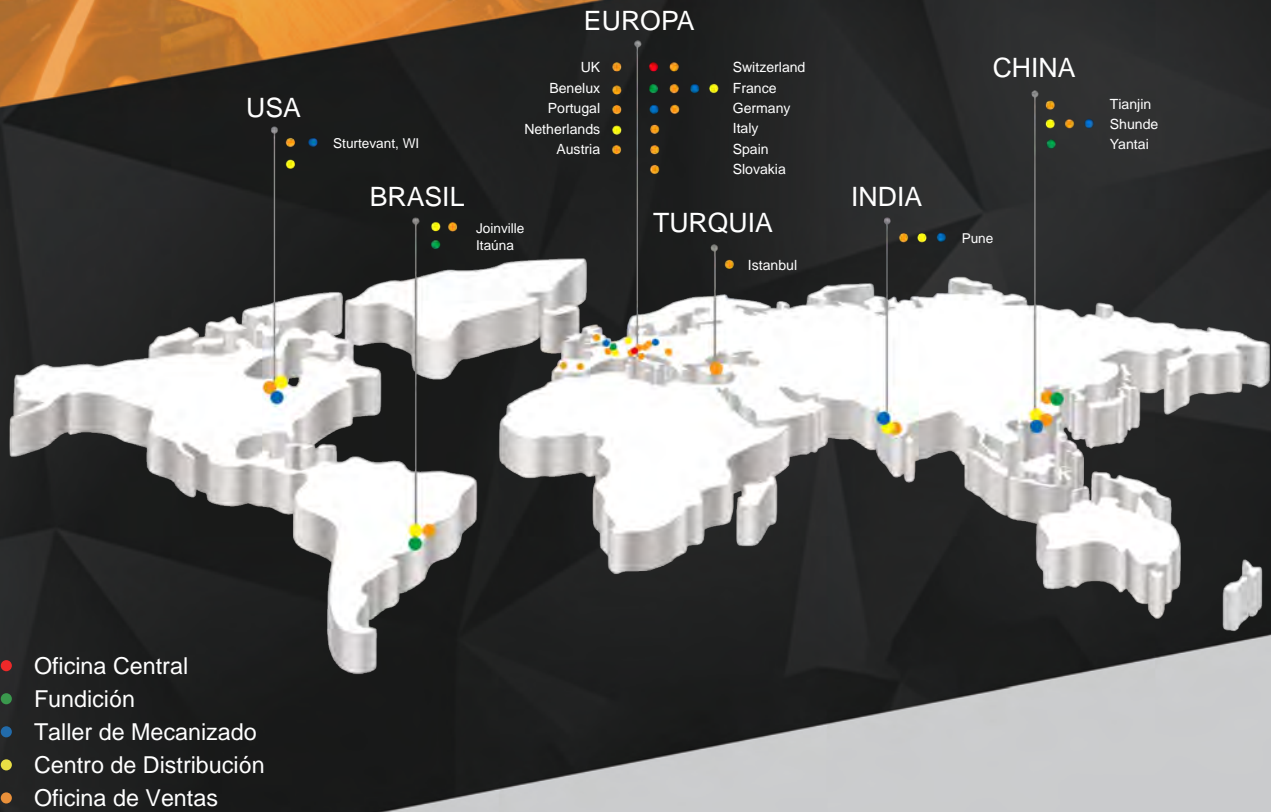 EUROPA
UK
Benelux
Portugal
Netherlands
Austria
Switzerland
France
Germany
Italy
Spain
Slovakia
CHINA
Tianjin
Shunde
Yantai
USA
Sturtevant, WI
BRASIL
Joinville
Itaúna
TURQUIA
Istanbul
INDIA
Pune
Oficina Central
Fundición
Taller de Mecanizado
Centro de Distribución
Oficina de Ventas